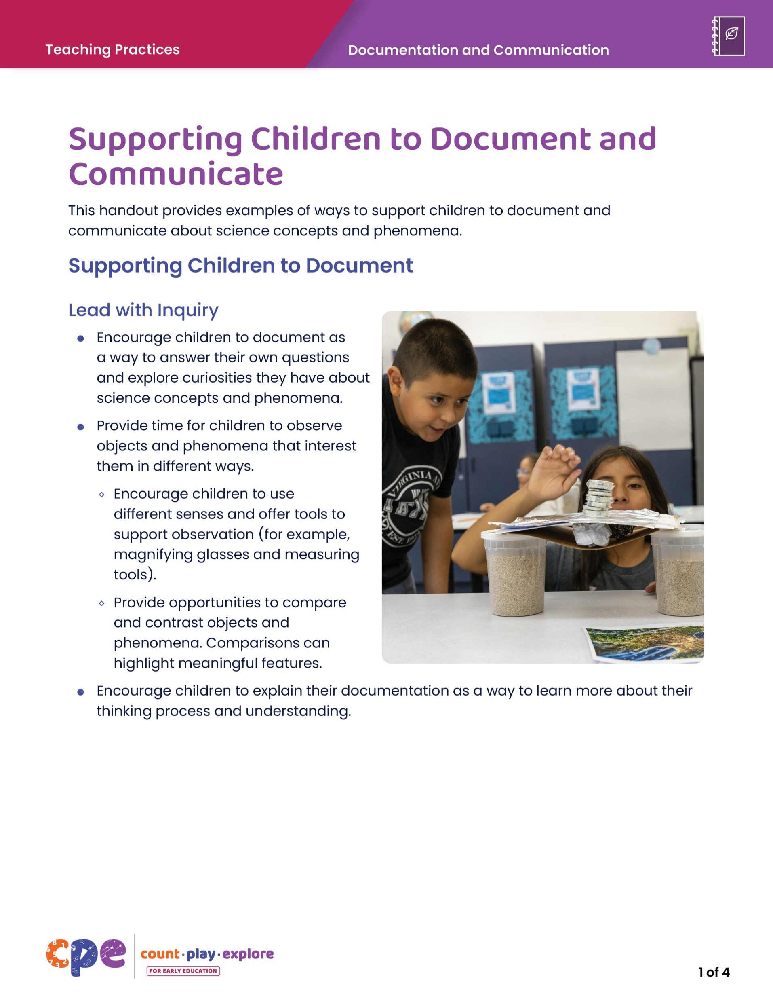 Teaching Practices
Documentation and Communication
Supporting Children to Document and
Communicate
This handout provides examples of ways to support children to document and
communicate about science concepts and phenomena.
Supporting Children to Document
Lead with Inquiry
• Encourage children to document as
a way to answer their own questions
and explore curiosities they have about
science concepts and phenomena.
• Provide time for children to observe
objects and phenomena that interest
them in different ways.
⋄ Encourage children to use
different senses and offer tools to
support observation (for example,
magnifying glasses and measuring
tools).
⋄ Provide opportunities to compare
and contrast objects and
phenomena. Comparisons can
highlight meaningful features.
• Encourage children to explain their documentation as a way to learn more about their
thinking process and understanding.
VIRGINIA
EST.
cpe
count·play·explore
FOR EARLY EDUCATION
1 of 4